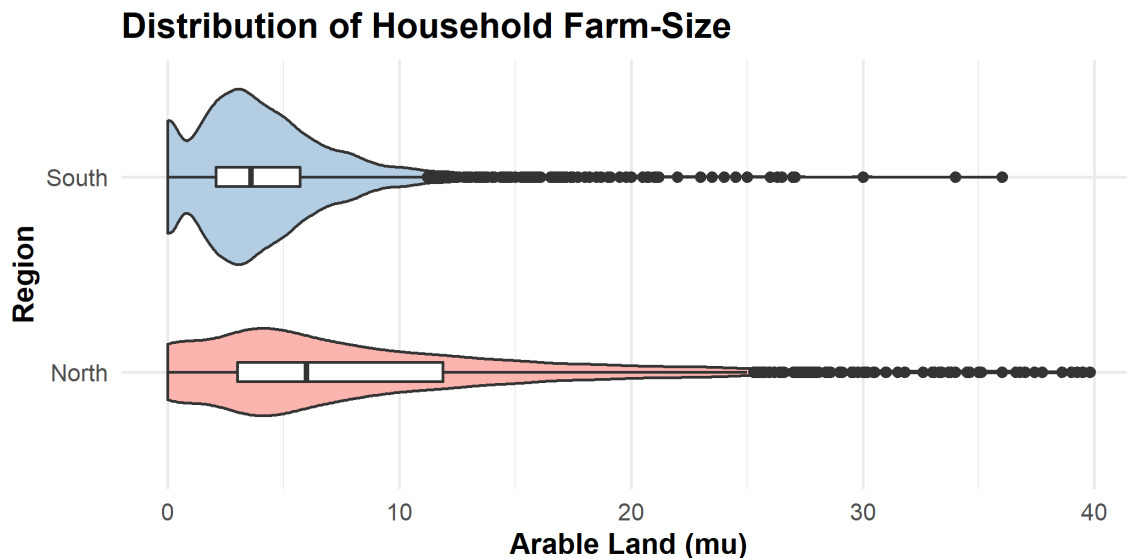 Distribution of Household Farm-Size
Region
South
North
0 10 20 30 40
Arable Land (mu)